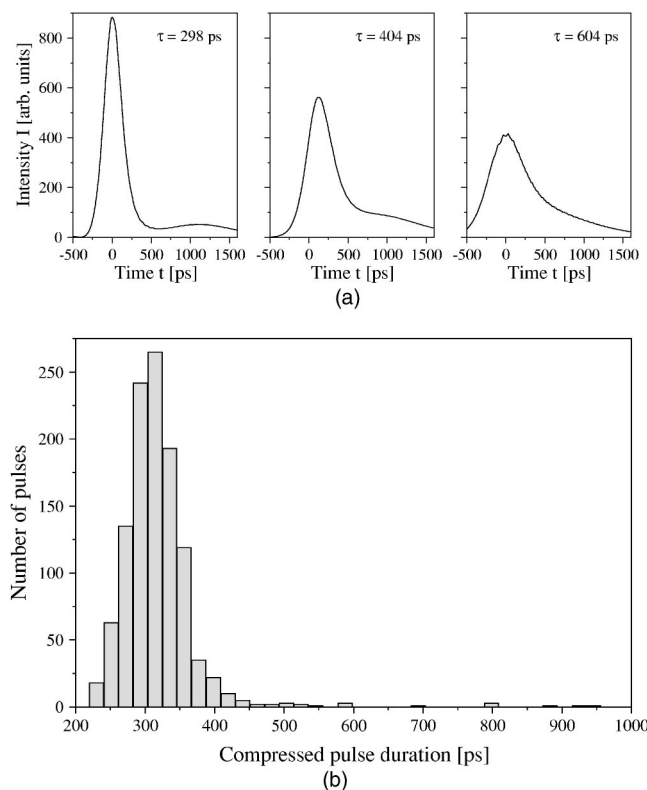 τ = 298 ps
τ = 404 ps
τ = 604 ps
Intensity I [arb. units]
800
600
400
200
0
-500 0 500 1000 1500
-500 0 500 1000 1500
-500 0 500 1000 1500
Time t [ps]
Time t [ps]
Time t [ps]
(a)
Number of pulses
250
200
150
100
50
0
200 300 400 500 600 700 800 900 1000
Compressed pulse duration [ps]
(b)